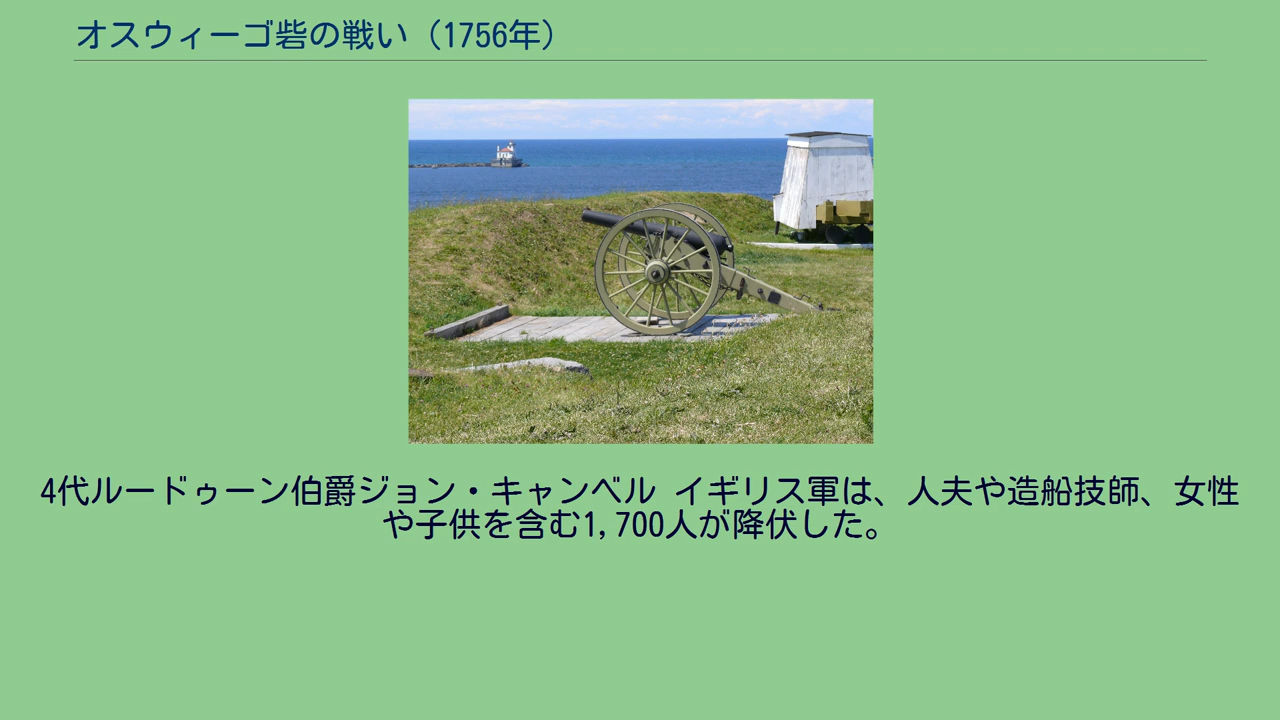 オスウィーゴ砦の戦い（1756年）
4代ルードゥーン伯爵ジョン・キャンベル イギリス軍は、人夫や造船技師、女性
や子供を含む1,700人が降伏した。